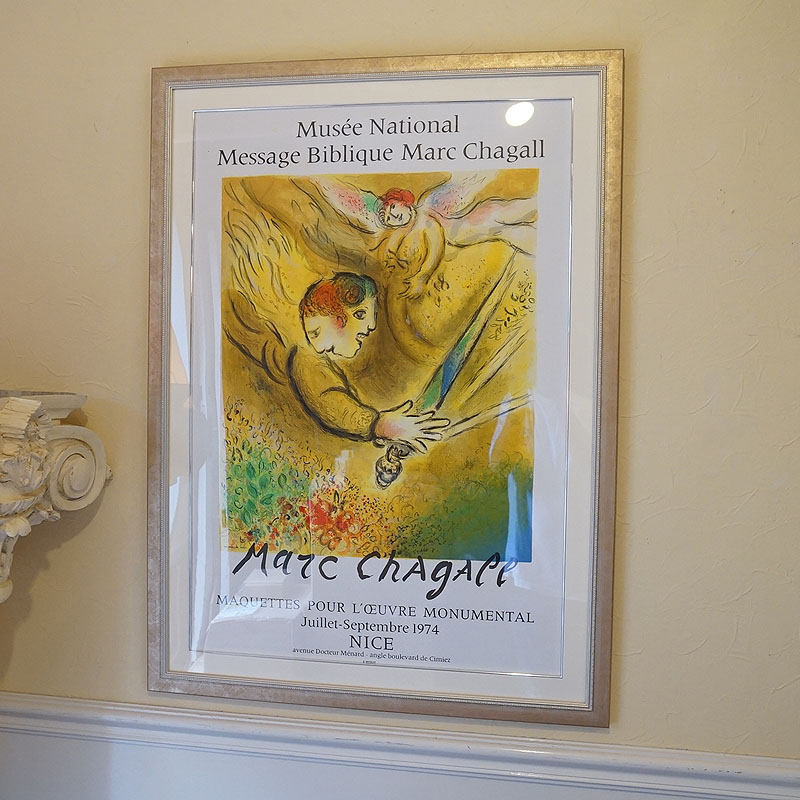 Musée National
Message Biblique Marc Chagall
Marc Chagall
MAQUETTES POUR L'ŒUVRE MONUMENTAL
Juillet-Septembre 1974
NICE
avenue Docteur Ménard - angle boulevard de Cimiez